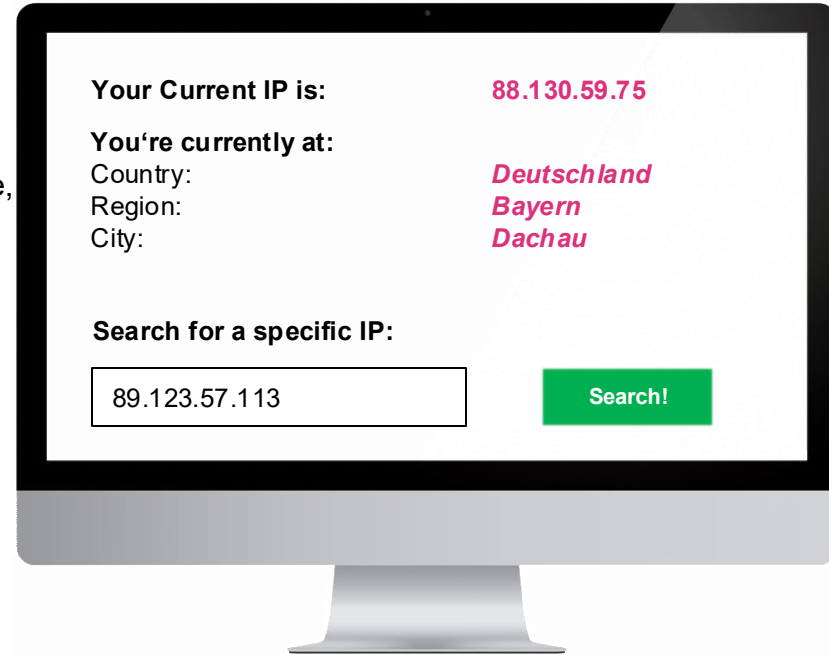 Your Current IP is: 88.130.59.75
You‘re currently at:
Country: Deutschland
e,
Region: Bayern
City: Dachau
Search for a specific IP:
89.123.57.113 Search!